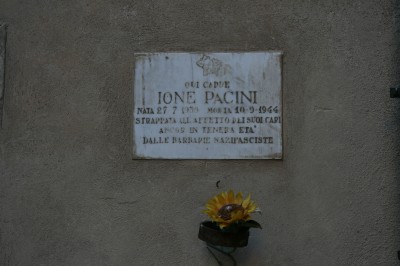 QUI CADDE
IONE PACINI
NATA 27 7 MORTA 10-9-1944
STRAPPATA ALL'AFFETTO DEI SUOI CARI
ANCOR IN TENERA ETA'
DALLE BARBARIE NAZIFASCISTE